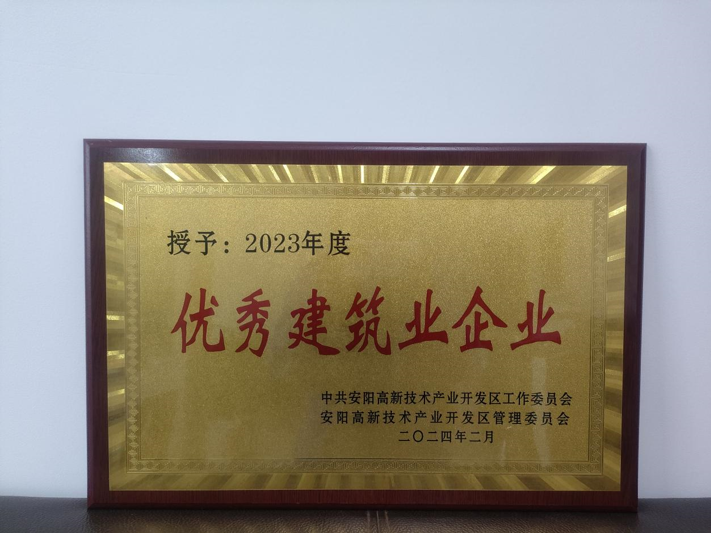 授予：2023年度
优秀建筑业企业
中共安阳高新技术产业开发区工作委员会
安阳高新技术产业开发区管理委员会
二〇二四年二月